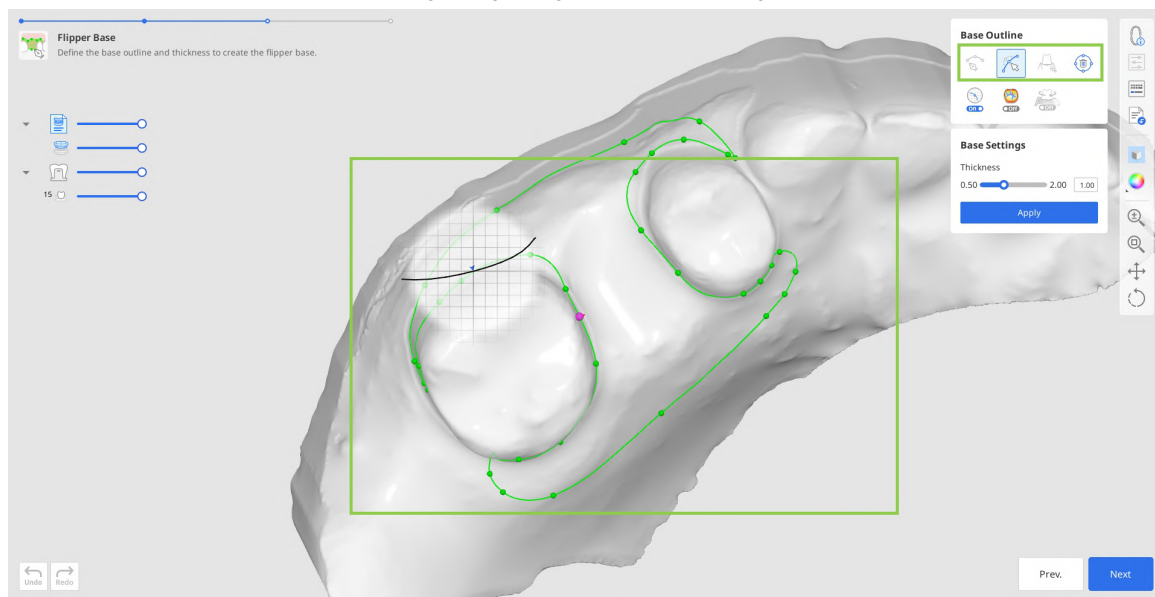 Flipper Base
Define the base outline and thickness to create the flipper base.
15
Base Outline
ON
OFF
OFF
Base Settings
Thickness
0.50
2.00
1.00
Apply
Undo
Redo
Prev.
Next